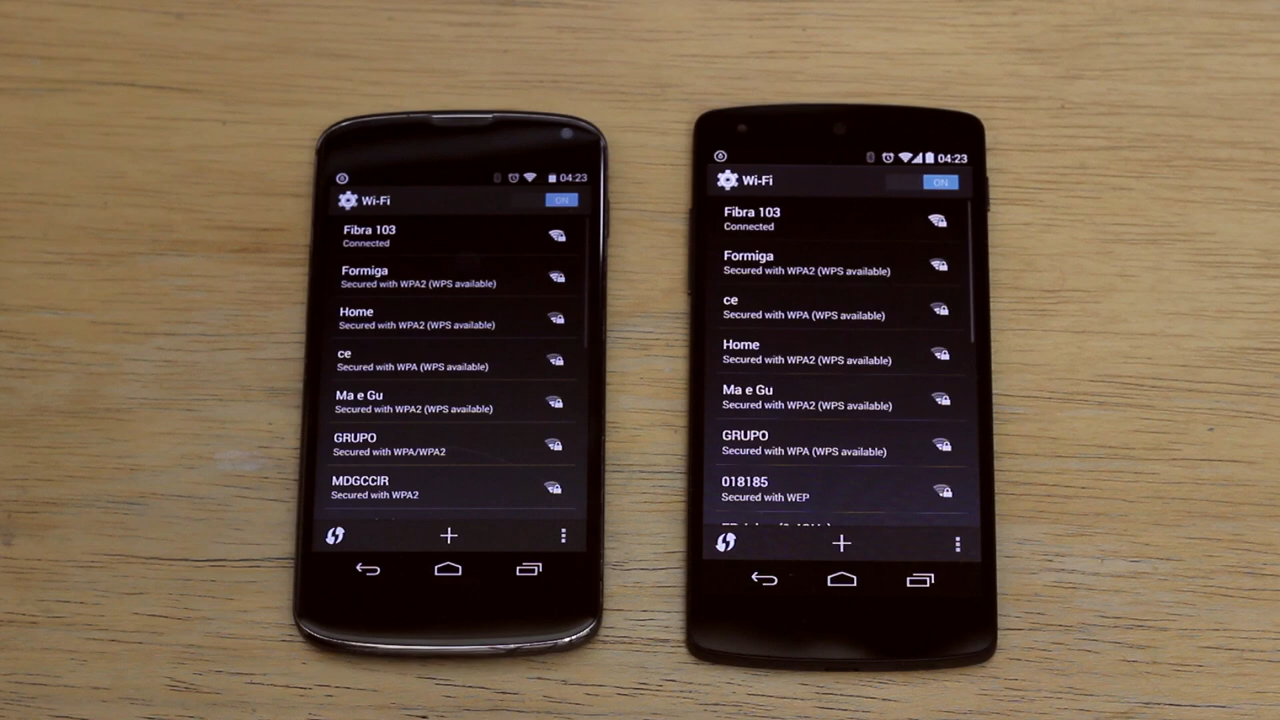 04:23
Wi-Fi
ON
Fibra 103
Connected
Formiga
Secured with WPA2 (WPS available)
Home
Secured with WPA2 (WPS available)
ce
Secured with WPA (WPS available)
Ma e Gu
Secured with WPA2 (WPS available)
GRUPO
Secured with WPA/WPA2
MDGCCIR
Secured with WPA2
04:23
Wi-Fi
ON
Fibra 103
Connected
Formiga
Secured with WPA2 (WPS available)
ce
Secured with WPA (WPS available)
Home
Secured with WPA2 (WPS available)
Ma e Gu
Secured with WPA2 (WPS available)
GRUPO
Secured with WPA (WPS available)
018185
Secured with WEP